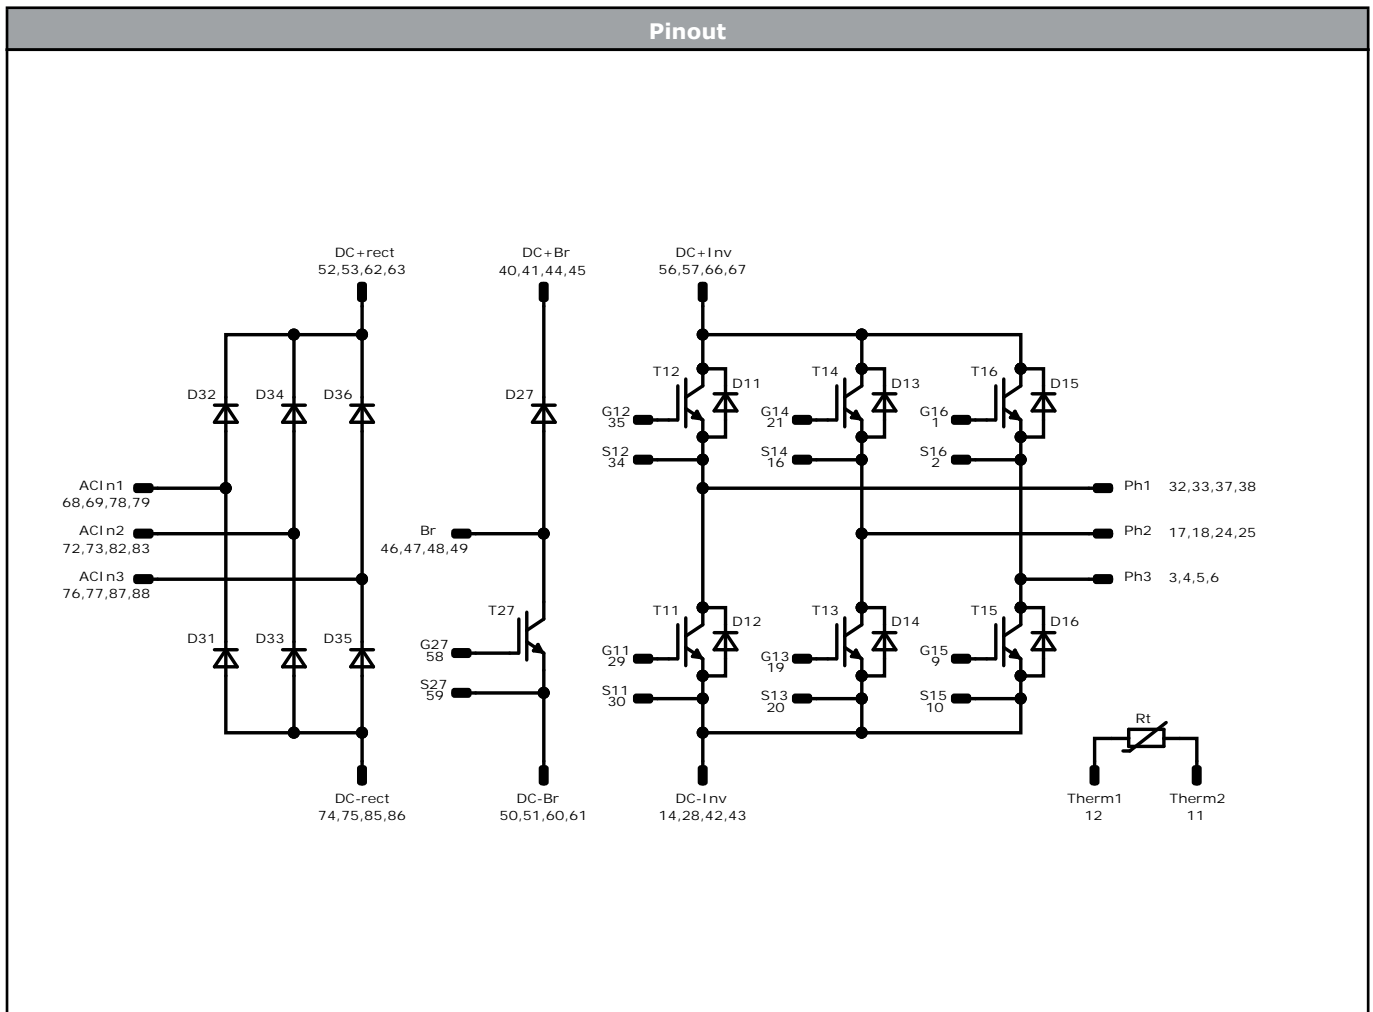 Pinout
DC+rect
52,53,62,63
DC+Br
40,41,44,45
DC+Inv
56,57,66,67
D32
D34
D36
D27
T12
D11
T14
D13
T16
D15
G12
35
G14
21
G16
1
S12
34
S14
16
S16
2
ACIn1
68,69,78,79
Ph1 32,33,37,38
ACIn2
72,73,82,83
Br
46,47,48,49
Ph2 17,18,24,25
ACIn3
76,77,87,88
Ph3 3,4,5,6
D31
D33
D35
T27
T11
D12
T13
D14
T15
D16
G27
58
G11
29
G13
19
G15
9
S27
59
S11
30
S13
20
S15
10
Rt
DC-rect
74,75,85,86
DC-Br
50,51,60,61
DC-Inv
14,28,42,43
Therm1
12
Therm2
11